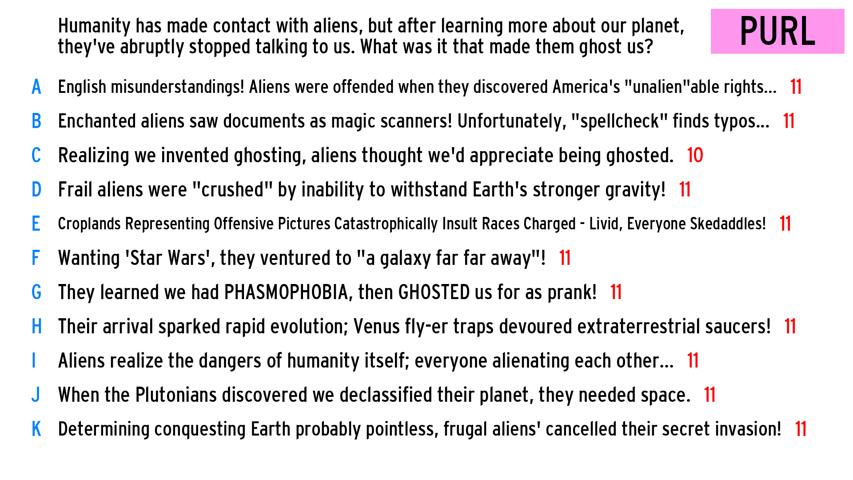 Humanity has made contact with aliens, but after learning more about our planet,
they've abruptly stopped talking to us. What was it that made them ghost us?
PURL
A English misunderstandings! Aliens were offended when they discovered America's "unalien"able rights... 11
B Enchanted aliens saw documents as magic scanners! Unfortunately, "spellcheck" finds typos... 11
C Realizing we invented ghosting, aliens thought we'd appreciate being ghosted. 10
D Frail aliens were "crushed" by inability to withstand Earth's stronger gravity! 11
E Croplands Representing Offensive Pictures Catastrophically Insult Races Charged - Livid, Everyone Skedaddles! 11
F Wanting 'Star Wars', they ventured to "a galaxy far far away"! 11
G They learned we had PHASMOPHOBIA, then GHOSTED us for as prank! 11
H Their arrival sparked rapid evolution; Venus fly-er traps devoured extraterrestrial saucers! 11
I Aliens realize the dangers of humanity itself; everyone alienating each other... 11
J When the Plutonians discovered we declassified their planet, they needed space. 11
K Determining conquesting Earth probably pointless, frugal aliens' cancelled their secret invasion! 11